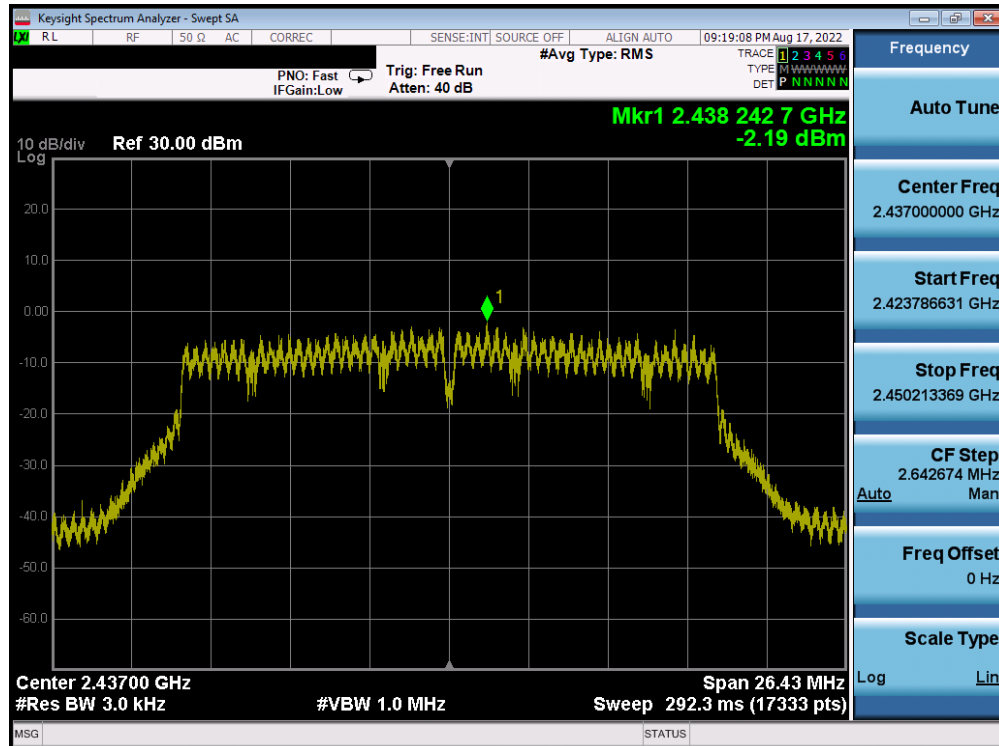 Keysight Spectrum Analyzer - Swept SA
LXI RL RF 50 Ω AC CORREC SENSE:INT SOURCE OFF ALIGN AUTO 09:19:08 PM Aug 17, 2022
#Avg Type: RMS
PNO: Fast
IFGain:Low
Trig: Free Run
Atten: 40 dB
TRACE 1 2 3 4 5 6
TYPE M WWWWW
DET P N N N N N
Mkr1 2.438 242 7 GHz
-2.19 dBm
10 dB/div Ref 30.00 dBm
Log
20.0
10.0
0.00
-10.0
-20.0
-30.0
-40.0
-50.0
-60.0
1
Center 2.43700 GHz Span 26.43 MHz
#Res BW 3.0 kHz #VBW 1.0 MHz Sweep 292.3 ms (17333 pts)
MSG STATUS
Frequency
Auto Tune
Center Freq
2.437000000 GHz
Start Freq
2.423786631 GHz
Stop Freq
2.450213369 GHz
CF Step
2.642674 MHz
Auto Man
Freq Offset
0 Hz
Scale Type
Log Lin